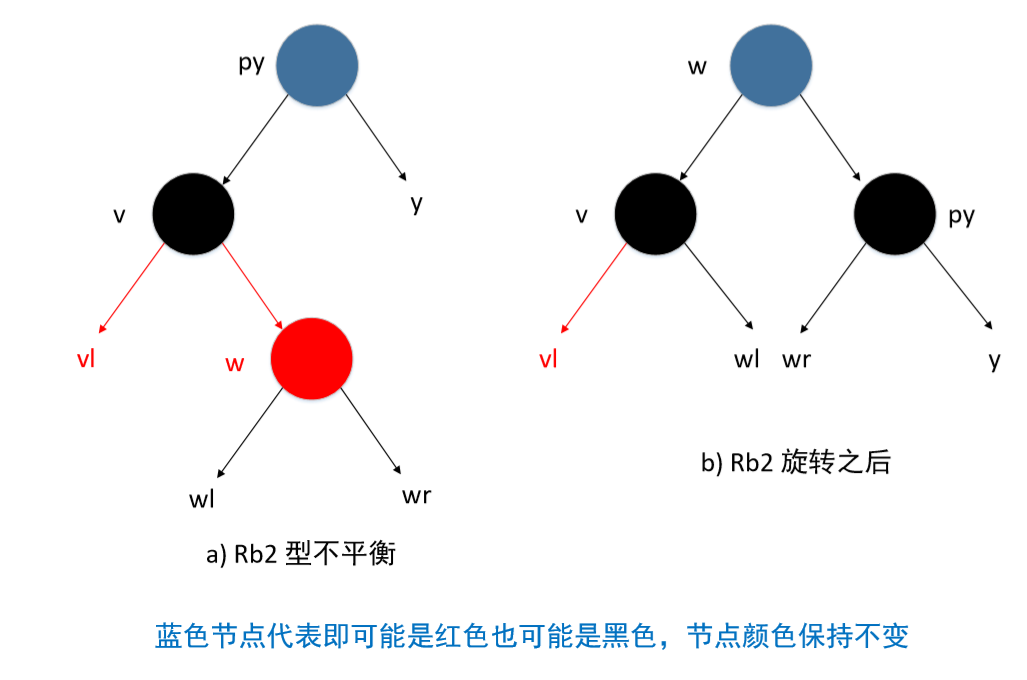 py
w
v
y
v
py
vl
w
vl
wl
wr
y
wl
wr
b) Rb2 旋转之后
a) Rb2 型不平衡
蓝色节点代表即可能是红色也可能是黑色，节点颜色保持不变